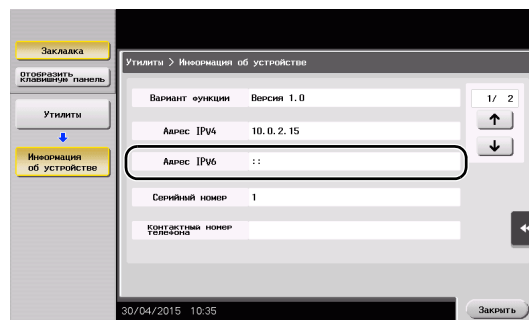 Закладка
Отобразить
клавишную панель
Утилиты
Информация
об устройстве
Утилиты > Информация об устройстве
Вариант функции Версия 1.0
Адрес IPv4 10.0.2.15
Адрес IPv6 ::
Серийный номер 1
Контактный номер
телефона
1/ 2
30/04/2015 10:35
Закрыть